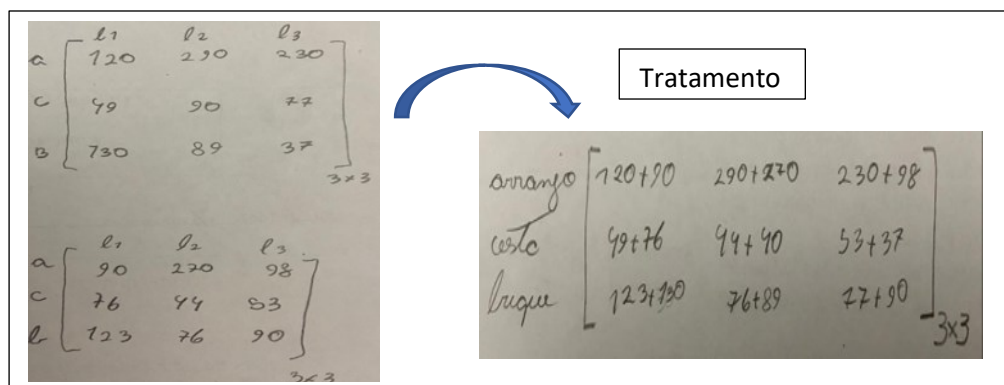 l1 l2 l3
a 120 290 230
c 49 90 77
B 130 89 37
3x3
l1 l2 l3
a 90 270 98
c 76 44 53
b 123 76 90
3x3
Tratamento
arranjo 120+90 290+270 230+98
cesto 49+76 44+40 53+37
buque 123+130 76+89 77+90
3x3